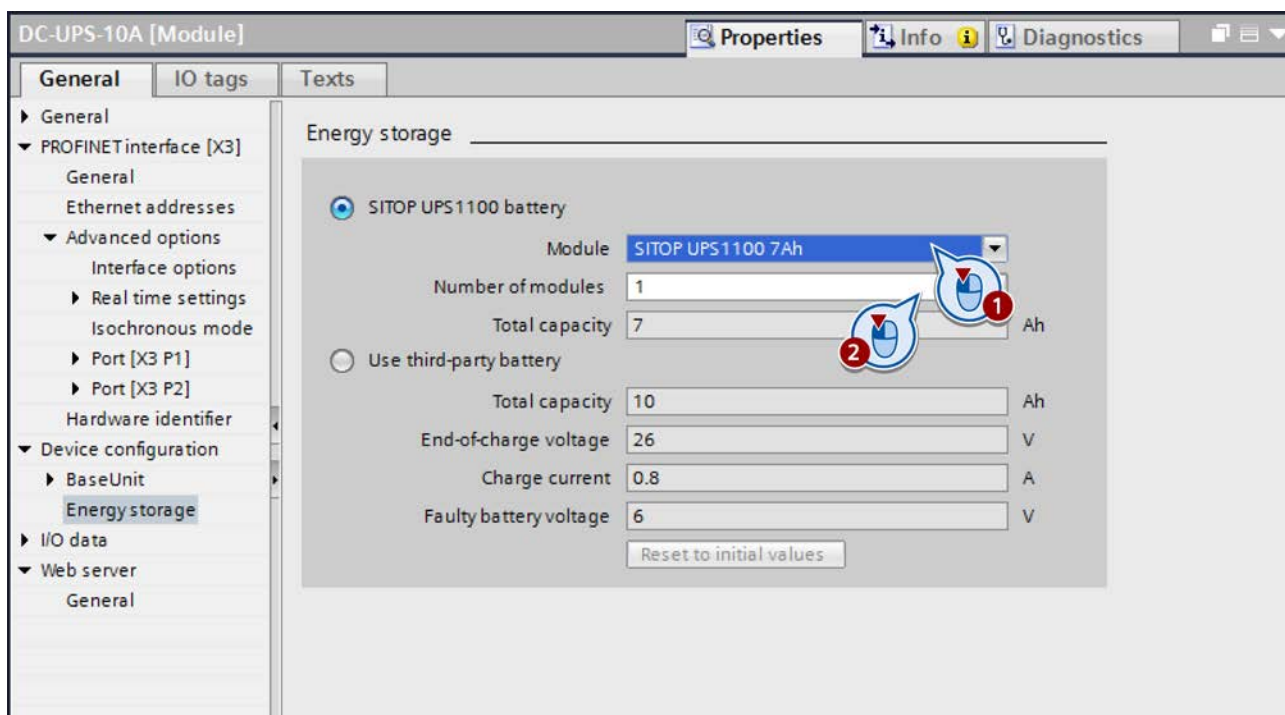 DC-UPS-10A [Module]
Properties
Info
Diagnostics
General
IO tags
Texts
General
PROFINET interface [X3]
General
Ethernet addresses
Advanced options
Interface options
Real time settings
Isochronous mode
Port [X3 P1]
Port [X3 P2]
Hardware identifier
Device configuration
BaseUnit
Energy storage
I/O data
Web server
General
Energy storage
SITOP UPS1100 battery
Module SITOP UPS1100 7Ah
1
Number of modules 1
2
Total capacity 7 Ah
Use third-party battery
Total capacity 10 Ah
End-of-charge voltage 26 V
Charge current 0.8 A
Faulty battery voltage 6 V
Reset to initial values